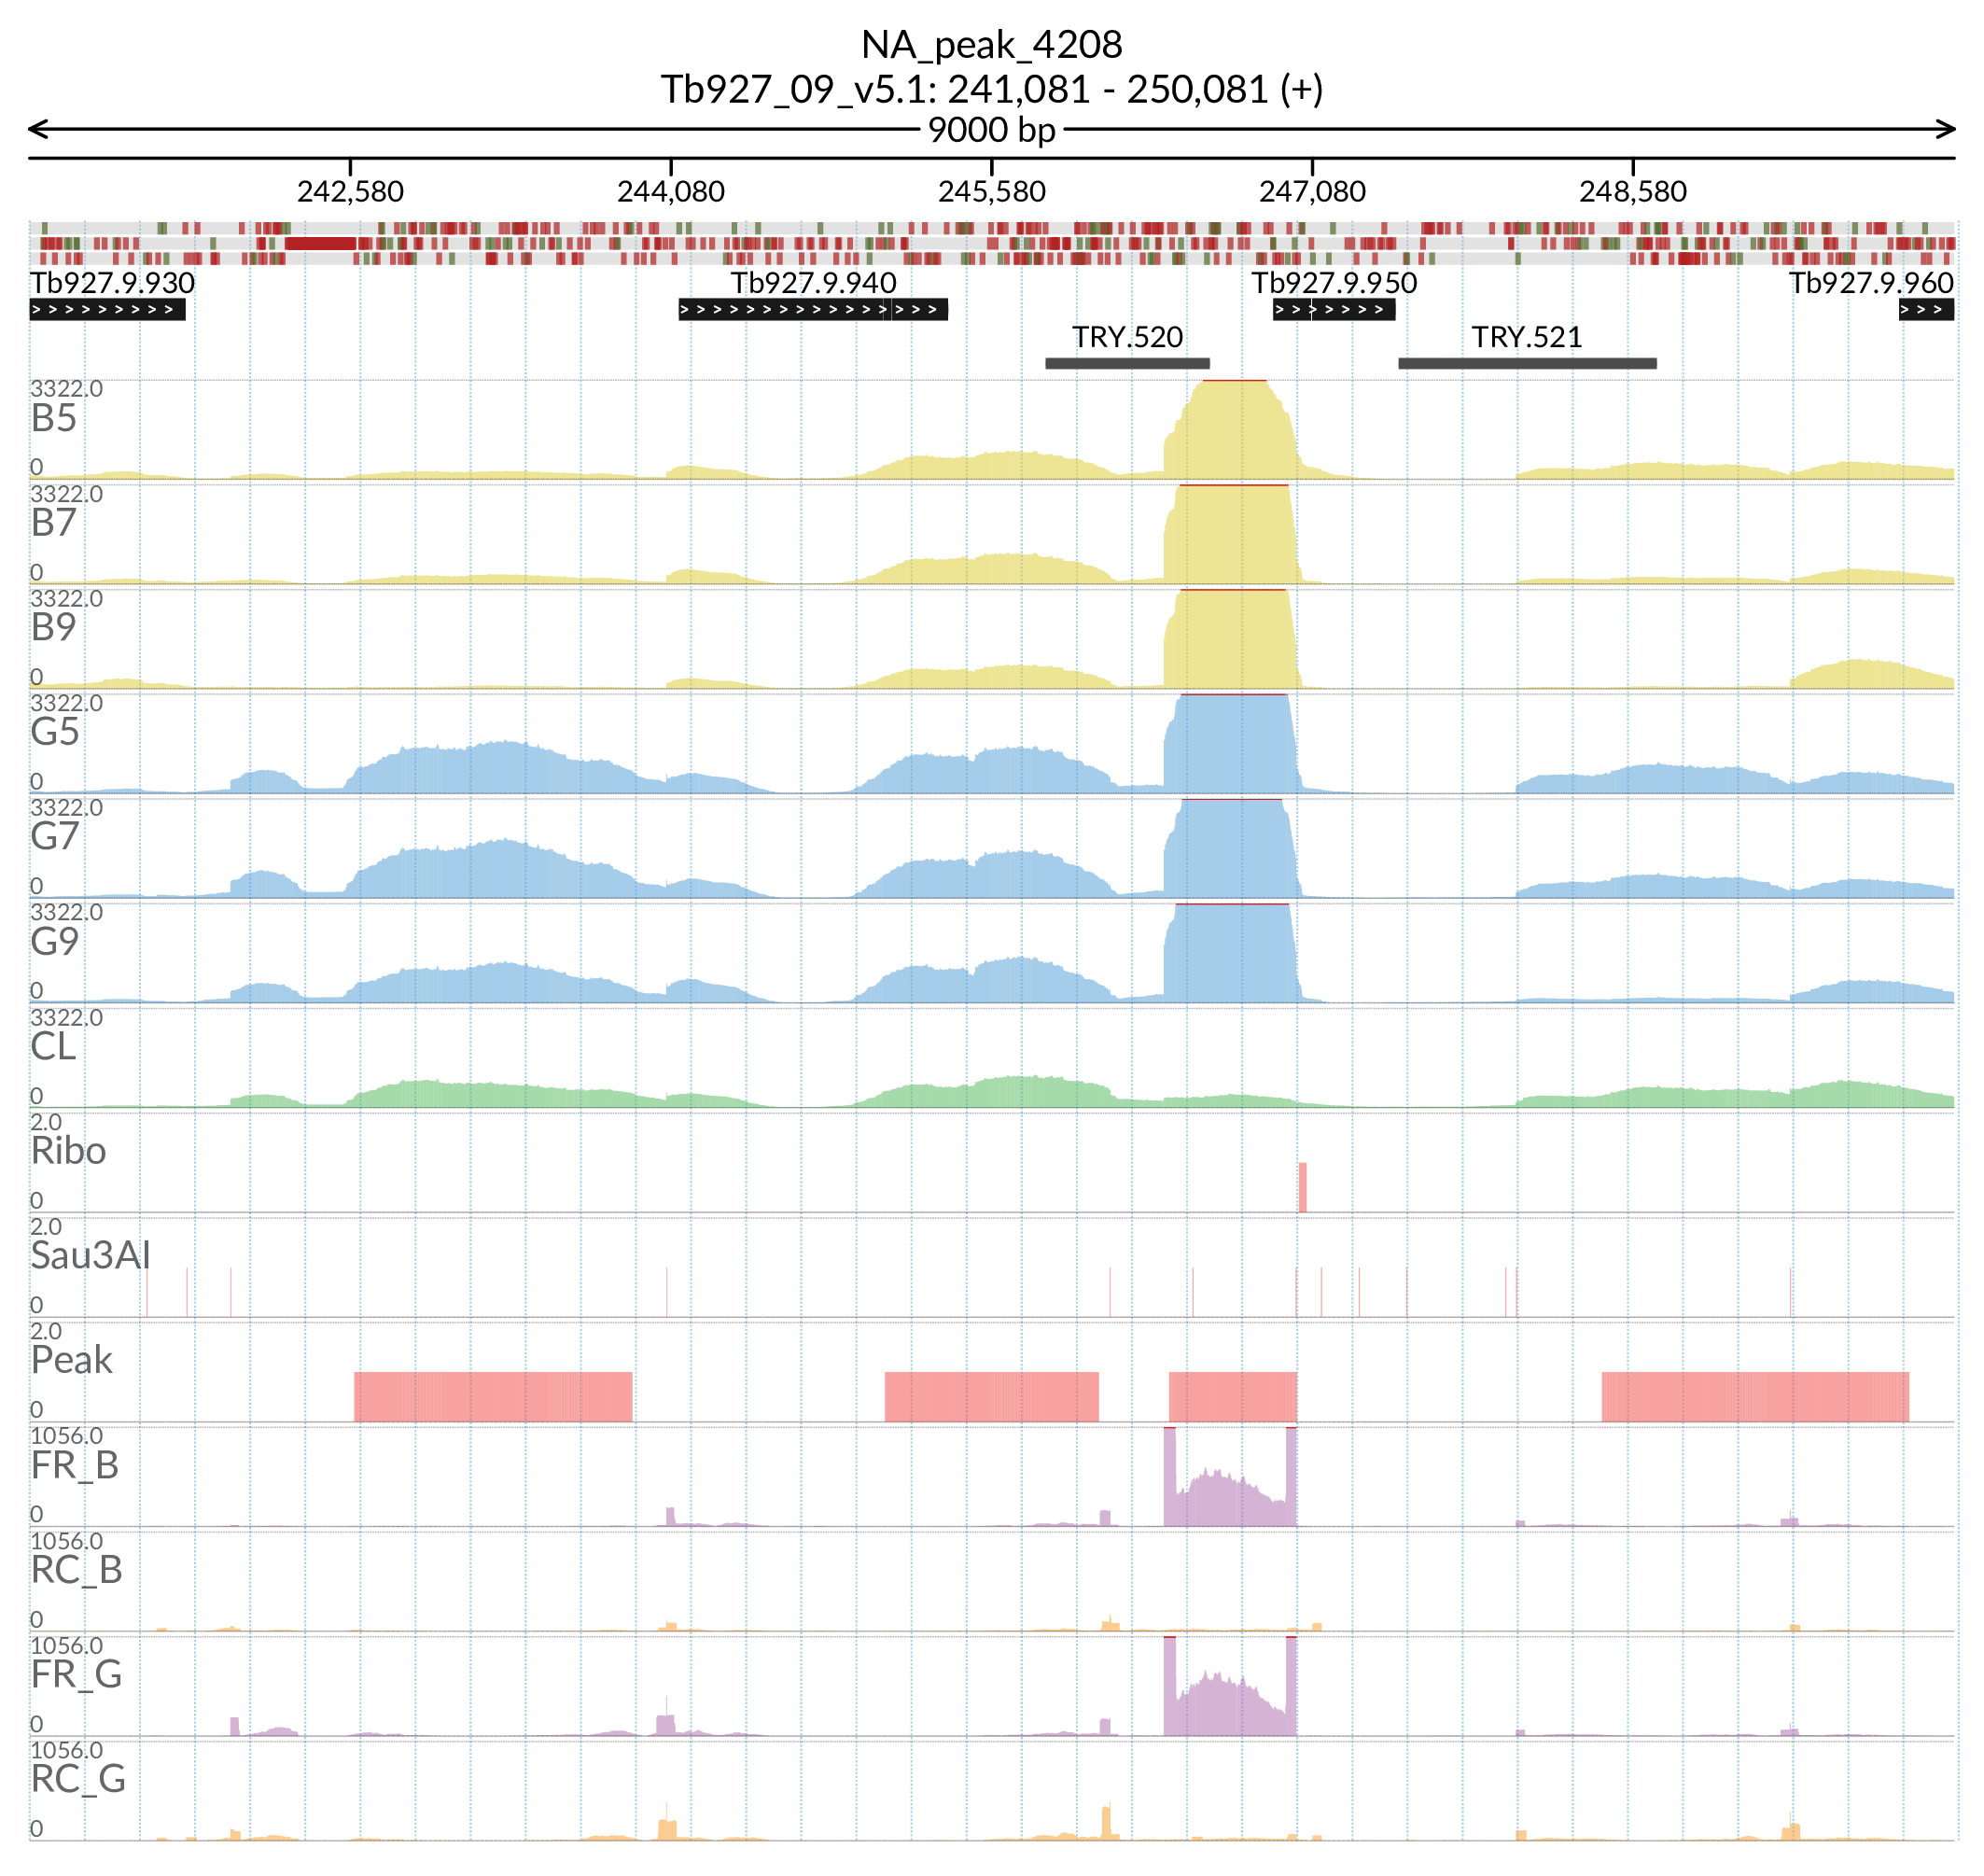 NA_peak_4208
Tb927_09_v5.1: 241,081 - 250,081 (+)
9000 bp
242,580 244,080 245,580 247,080 248,580
Tb927.9.930 Tb927.9.940 Tb927.9.950 Tb927.9.960
TRY.520 TRY.521
3322.0
B5
0
3322.0
B7
0
3322.0
B9
0
3322.0
G5
0
3322.0
G7
0
3322.0
G9
0
3322.0
CL
0
2.0
Ribo
0
2.0
Sau3AI
0
2.0
Peak
0
1056.0
FR_B
0
1056.0
RC_B
0
1056.0
FR_G
0
1056.0
RC_G
0